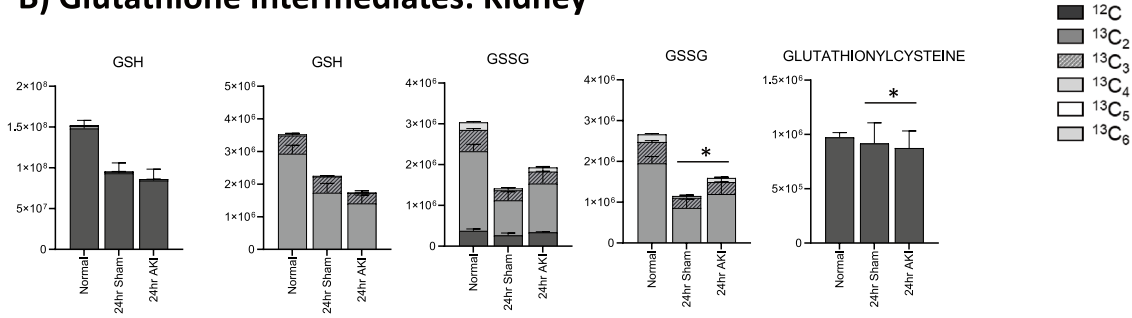 B) Glutathione Intermediates: Kidney
¹²C
¹³C₂
¹³C₃
¹³C₄
¹³C₅
¹³C₆
GSH
2×10⁸
1.5×10⁸
1×10⁸
5×10⁷
0
Normal
24hr Sham
24hr AKI
GSH
5×10⁶
4×10⁶
3×10⁶
2×10⁶
1×10⁶
0
Normal
24hr Sham
24hr AKI
GSSG
4×10⁶
3×10⁶
2×10⁶
1×10⁶
0
Normal
24hr Sham
24hr AKI
GSSG
4×10⁶
3×10⁶
2×10⁶
1×10⁶
0
*
Normal
24hr Sham
24hr AKI
GLUTATHIONYLCYSTEINE
1.5×10⁶
1×10⁶
5×10⁵
0
*
Normal
24hr Sham
24hr AKI